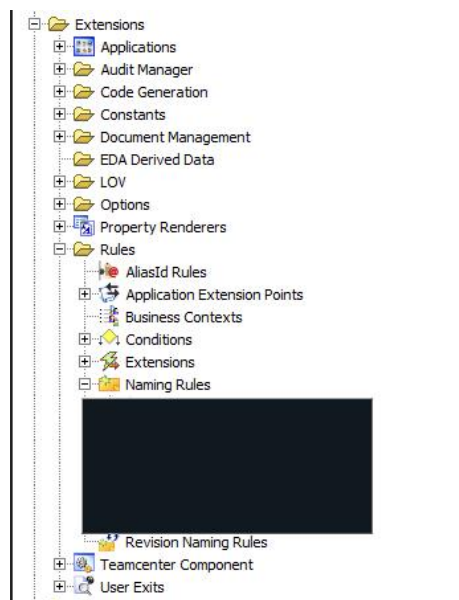 Extensions
Applications
Audit Manager
Code Generation
Constants
Document Management
EDA Derived Data
LOV
Options
Property Renderers
Rules
AliasId Rules
Application Extension Points
Business Contexts
Conditions
Extensions
Naming Rules
Revision Naming Rules
Teamcenter Component
User Exits